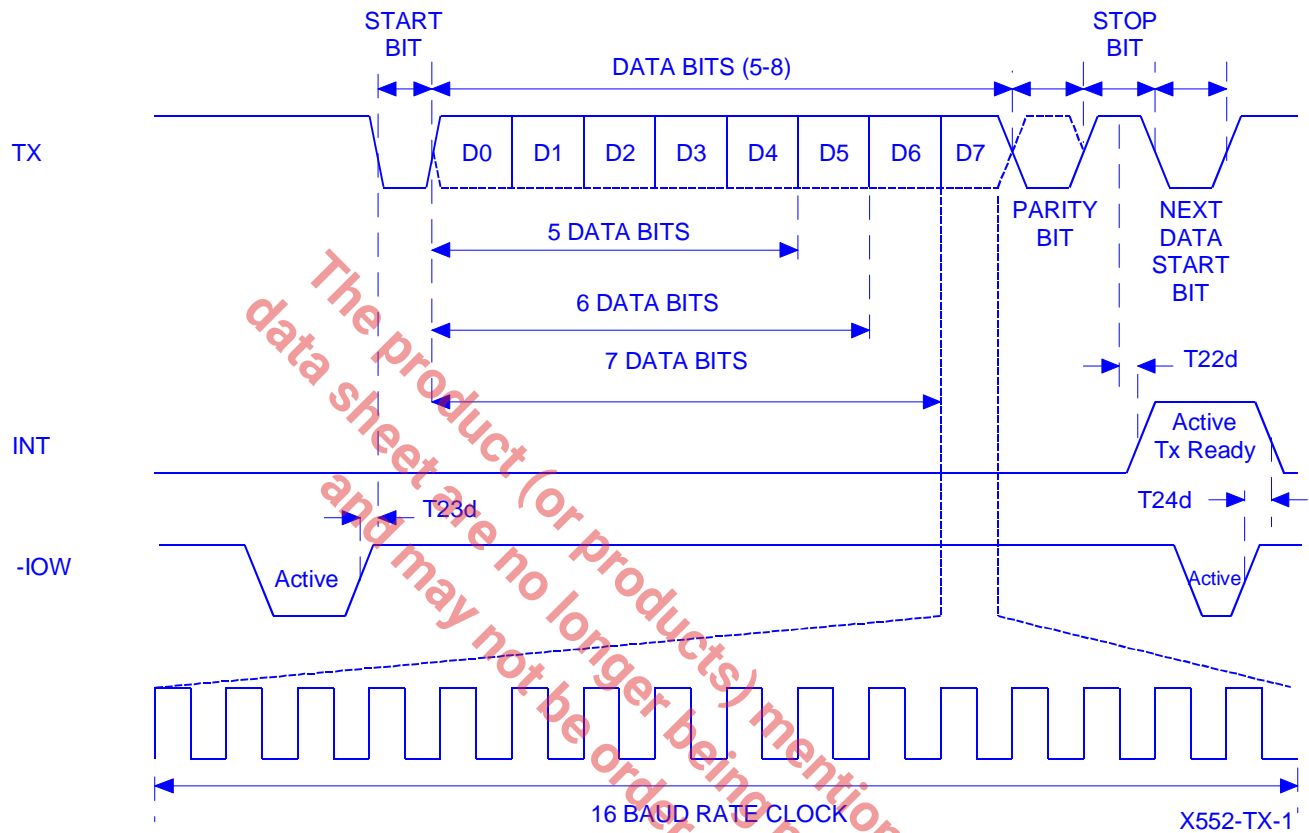 START
BIT
STOP
BIT
DATA BITS (5-8)
TX
D0
D1
D2
D3
D4
D5
D6
D7
PARITY
BIT
NEXT
DATA
START
BIT
5 DATA BITS
6 DATA BITS
7 DATA BITS
T22d
INT
Active
Tx Ready
T23d
T24d
-IOW
Active
Active
16 BAUD RATE CLOCK
X552-TX-1
The product (or products) mention
data sheet are no longer being
and may not be order